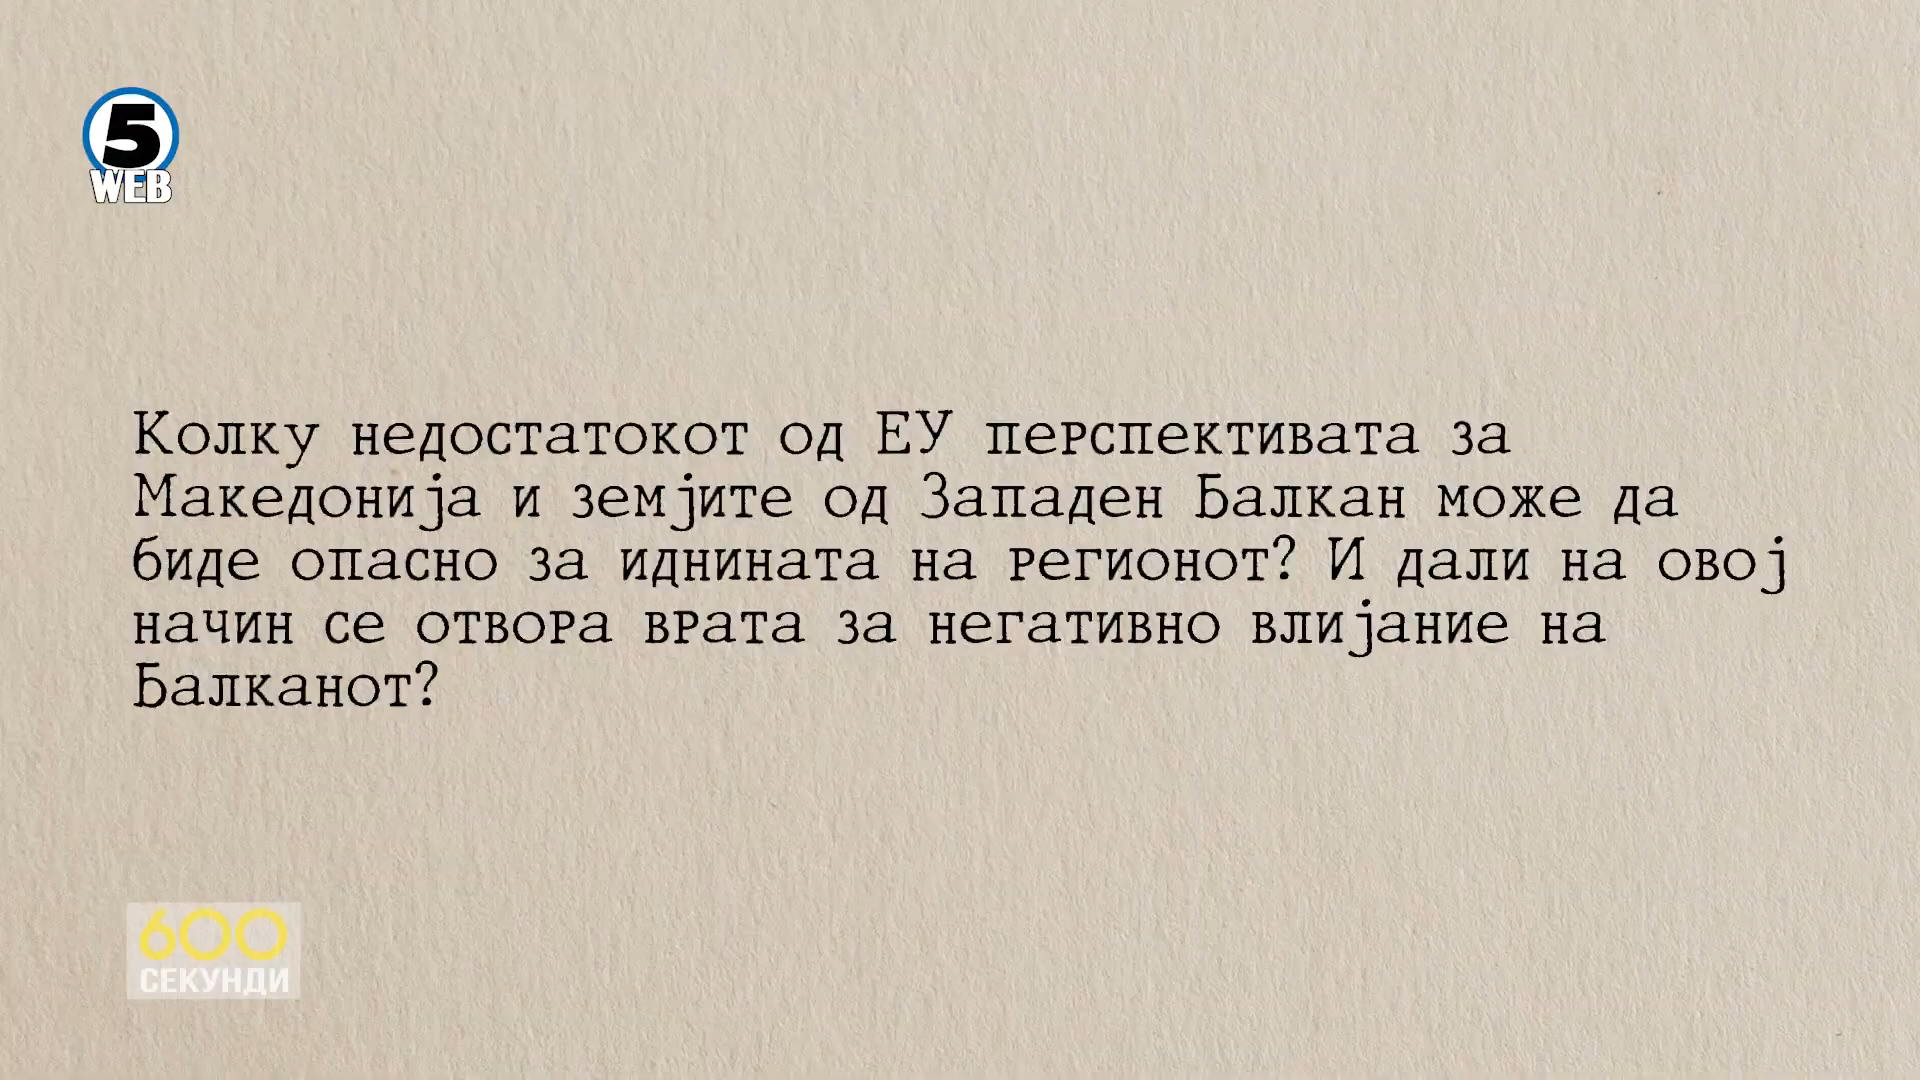 5
WEB
Колку недостатокот од ЕУ перспективата за
Македонија и земјите од Западен Балкан може да
биде опасно за иднината на регионот? И дали на овој
начин се отвора врата за негативно влијание на
Балканот?
600
СЕКУНДИ